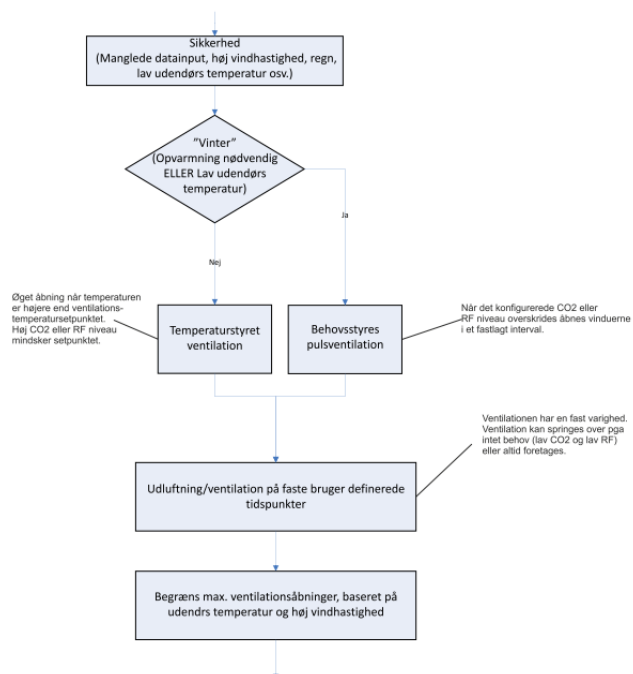 Sikkerhed
(Manglede datainput, høj vindhastighed, regn,
lav udendørs temperatur osv.)
”Vinter”
(Opvarmning nødvendig
ELLER Lav udendørs
temperatur)
Ja
Nej
Øget åbning når temperaturen
er højere end ventilations-
temperatursetpunktet.
Høj CO2 eller RF niveau
mindsker setpunktet.
Temperaturstyret
ventilation
Behovsstyres
pulsventilation
Når det konfigurerede CO2 eller
RF niveau overskrides åbnes vinduerne
i et fastlagt interval.
Ventilationen har en fast varighed.
Ventilation kan springes over pga
intet behov (lav CO2 og lav RF)
eller altid foretages.
Udluftning/ventilation på faste bruger definerede
tidspunkter
Begræns max. ventilationsåbninger, baseret på
udendrs temperatur og høj vindhastighed